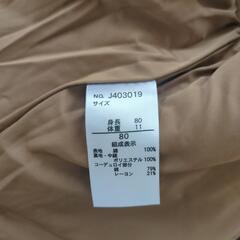 NO. J403019
サイズ
身長 80
体重 11
80
組成表示
表地 綿 100%
裏地・中綿
ポリエステル 100%
コーデュロイ部分
綿 79%
レーヨン 21%